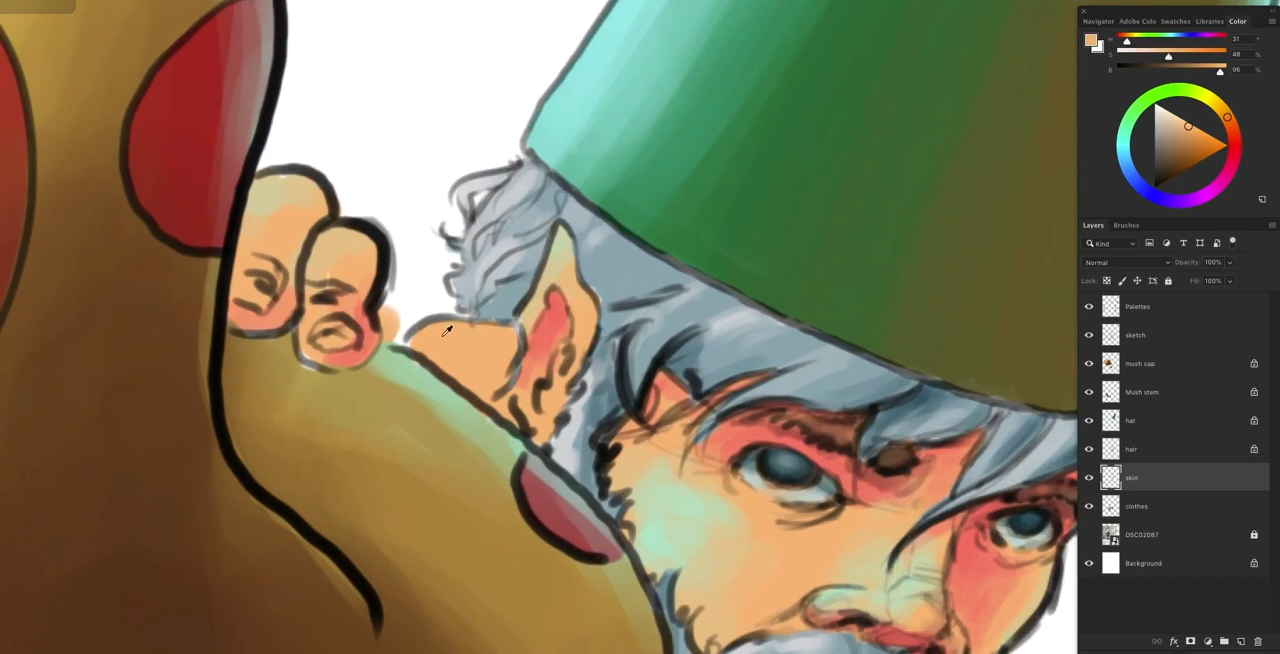 Navigator Adobe Colo Swatches Libraries Color
H 31 °
S 48 %
B 96 %
Layers Brushes
Kind
Normal Opacity: 100%
Lock: Fill: 100%
Palettes
sketch
mush cap
Mush stem
hat
hair
skin
clothes
DSC02087
Background
fx